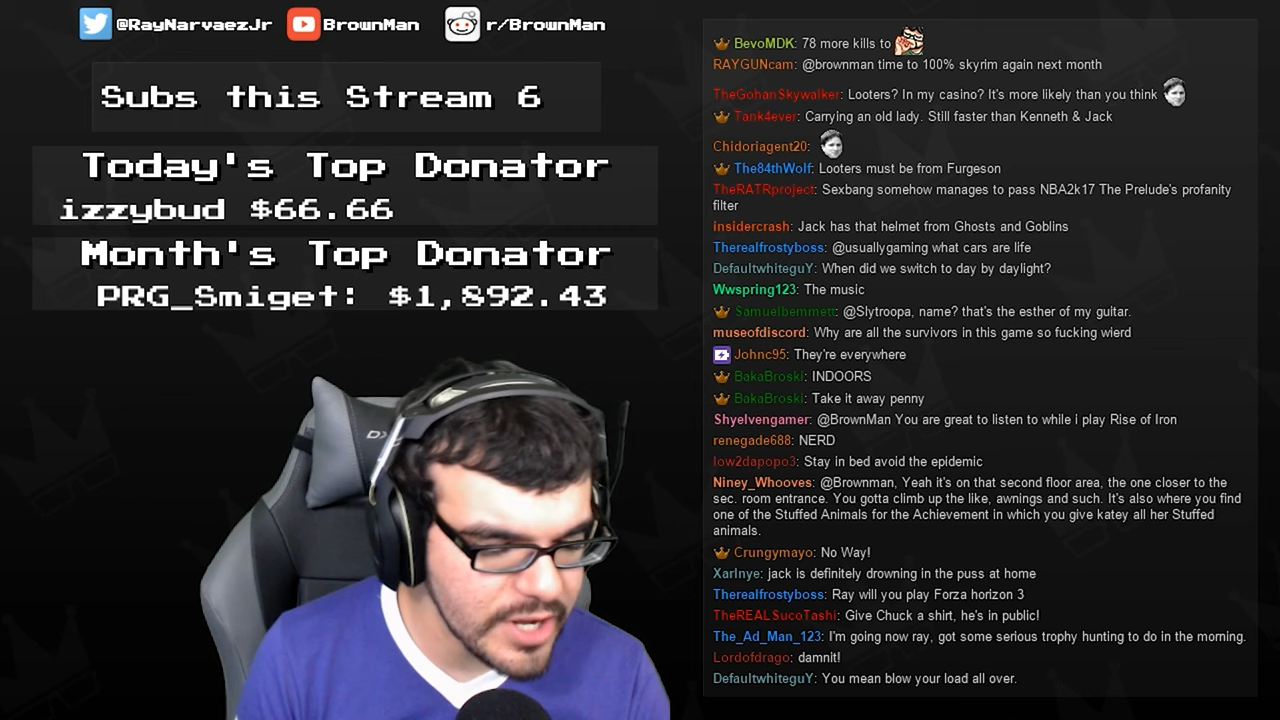 @RayNarvaezJr BrownMan r/BrownMan
Subs this Stream 6
Today's Top Donator
izzybud $66.66
Month's Top Donator
PRG_Smiget: $1,892.43
DX
BevoMDK: 78 more kills to
RAYGUNcam: @brownman time to 100% skyrim again next month
TheGohanSkywalker: Looters? In my casino? It's more likely than you think
Tank4ever: Carrying an old lady. Still faster than Kenneth & Jack
Chidoriagent20:
The84thWolf: Looters must be from Furgeson
TheRATRproject: Sexbang somehow manages to pass NBA2k17 The Prelude's profanity
filter
insidercrash: Jack has that helmet from Ghosts and Goblins
Therealfrostyboss: @usuallygaming what cars are life
DefaultwhiteguY: When did we switch to day by daylight?
Wwspring123: The music
Samuelbemmett: @Slytroopa, name? that's the esther of my guitar.
museofdiscord: Why are all the survivors in this game so fucking wierd
Johnc95: They're everywhere
BakaBroski: INDOORS
BakaBroski: Take it away penny
Shyelvengamer: @BrownMan You are great to listen to while i play Rise of Iron
renegade688: NERD
low2dapopo3: Stay in bed avoid the epidemic
Niney_Whooves: @Brownman, Yeah it's on that second floor area, the one closer to the
sec. room entrance. You gotta climb up the like, awnings and such. It's also where you find
one of the Stuffed Animals for the Achievement in which you give katey all her Stuffed
animals.
Crungymayo: No Way!
Xarlnye: jack is definitely drowning in the puss at home
Therealfrostyboss: Ray will you play Forza horizon 3
TheREALSucoTashi: Give Chuck a shirt, he's in public!
The_Ad_Man_123: I'm going now ray, got some serious trophy hunting to do in the morning.
Lordofdrago: damnit!
DefaultwhiteguY: You mean blow your load all over.